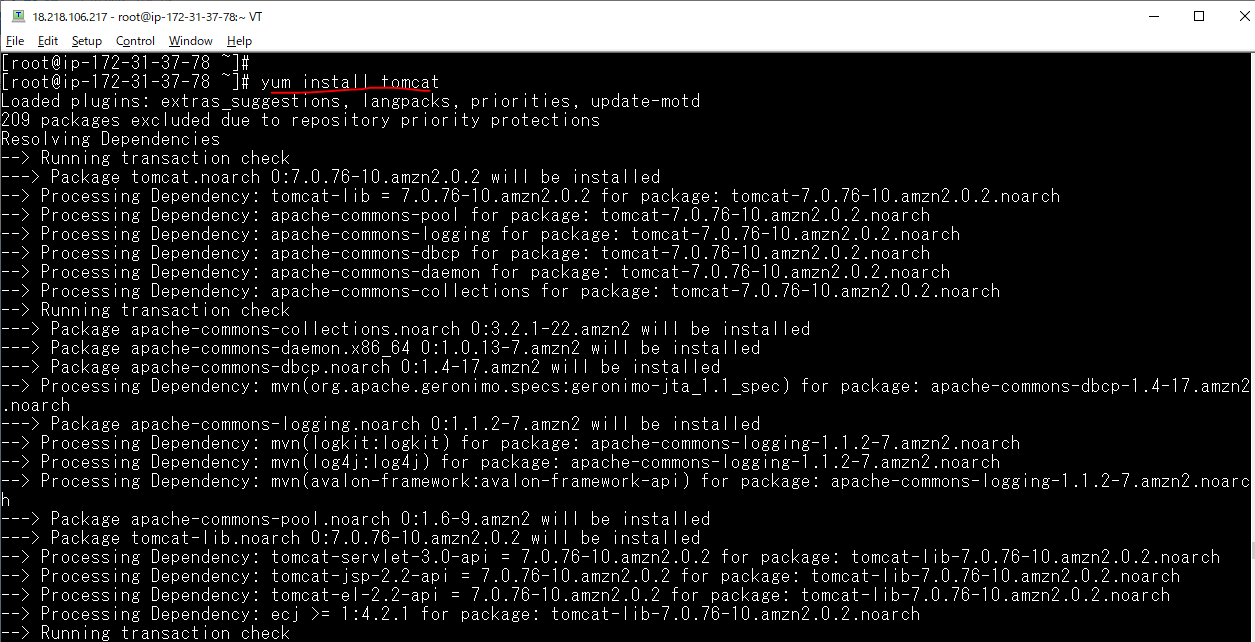 18.218.106.217 - root@ip-172-31-37-78:~ VT
File Edit Setup Control Window Help
[root@ip-172-31-37-78 ~]#
[root@ip-172-31-37-78 ~]# yum install tomcat
Loaded plugins: extras_suggestions, langpacks, priorities, update-motd
209 packages excluded due to repository priority protections
Resolving Dependencies
--> Running transaction check
---> Package tomcat.noarch 0:7.0.76-10.amzn2.0.2 will be installed
--> Processing Dependency: tomcat-lib = 7.0.76-10.amzn2.0.2 for package: tomcat-7.0.76-10.amzn2.0.2.noarch
--> Processing Dependency: apache-commons-pool for package: tomcat-7.0.76-10.amzn2.0.2.noarch
--> Processing Dependency: apache-commons-logging for package: tomcat-7.0.76-10.amzn2.0.2.noarch
--> Processing Dependency: apache-commons-dbcp for package: tomcat-7.0.76-10.amzn2.0.2.noarch
--> Processing Dependency: apache-commons-daemon for package: tomcat-7.0.76-10.amzn2.0.2.noarch
--> Processing Dependency: apache-commons-collections for package: tomcat-7.0.76-10.amzn2.0.2.noarch
--> Running transaction check
---> Package apache-commons-collections.noarch 0:3.2.1-22.amzn2 will be installed
---> Package apache-commons-daemon.x86_64 0:1.0.13-7.amzn2 will be installed
---> Package apache-commons-dbcp.noarch 0:1.4-17.amzn2 will be installed
--> Processing Dependency: mvn(org.apache.geronimo.specs:geronimo-jta_1.1_spec) for package: apache-commons-dbcp-1.4-17.amzn2
.noarch
---> Package apache-commons-logging.noarch 0:1.1.2-7.amzn2 will be installed
--> Processing Dependency: mvn(logkit:logkit) for package: apache-commons-logging-1.1.2-7.amzn2.noarch
--> Processing Dependency: mvn(log4j:log4j) for package: apache-commons-logging-1.1.2-7.amzn2.noarch
--> Processing Dependency: mvn(avalon-framework:avalon-framework-api) for package: apache-commons-logging-1.1.2-7.amzn2.noarc
h
---> Package apache-commons-pool.noarch 0:1.6-9.amzn2 will be installed
---> Package tomcat-lib.noarch 0:7.0.76-10.amzn2.0.2 will be installed
--> Processing Dependency: tomcat-servlet-3.0-api = 7.0.76-10.amzn2.0.2 for package: tomcat-lib-7.0.76-10.amzn2.0.2.noarch
--> Processing Dependency: tomcat-jsp-2.2-api = 7.0.76-10.amzn2.0.2 for package: tomcat-lib-7.0.76-10.amzn2.0.2.noarch
--> Processing Dependency: tomcat-el-2.2-api = 7.0.76-10.amzn2.0.2 for package: tomcat-lib-7.0.76-10.amzn2.0.2.noarch
--> Processing Dependency: ecj >= 1:4.2.1 for package: tomcat-lib-7.0.76-10.amzn2.0.2.noarch
--> Running transaction check